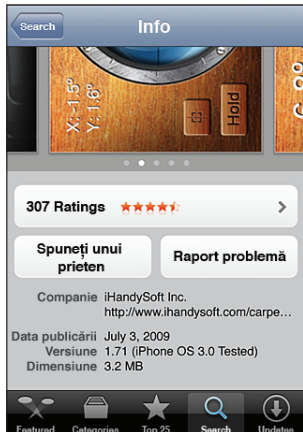 Search
Info
X: -1.5°
Y: 1.6°
Hold
307 Ratings
Spuneți unui
prieten
Raport problemă
Companie iHandySoft Inc.
http://www.ihandysoft.com/carpe...
Data publicării July 3, 2009
Versiune 1.71 (iPhone OS 3.0 Tested)
Dimensiune 3.2 MB
Featured Categories Top 25 Search Updates